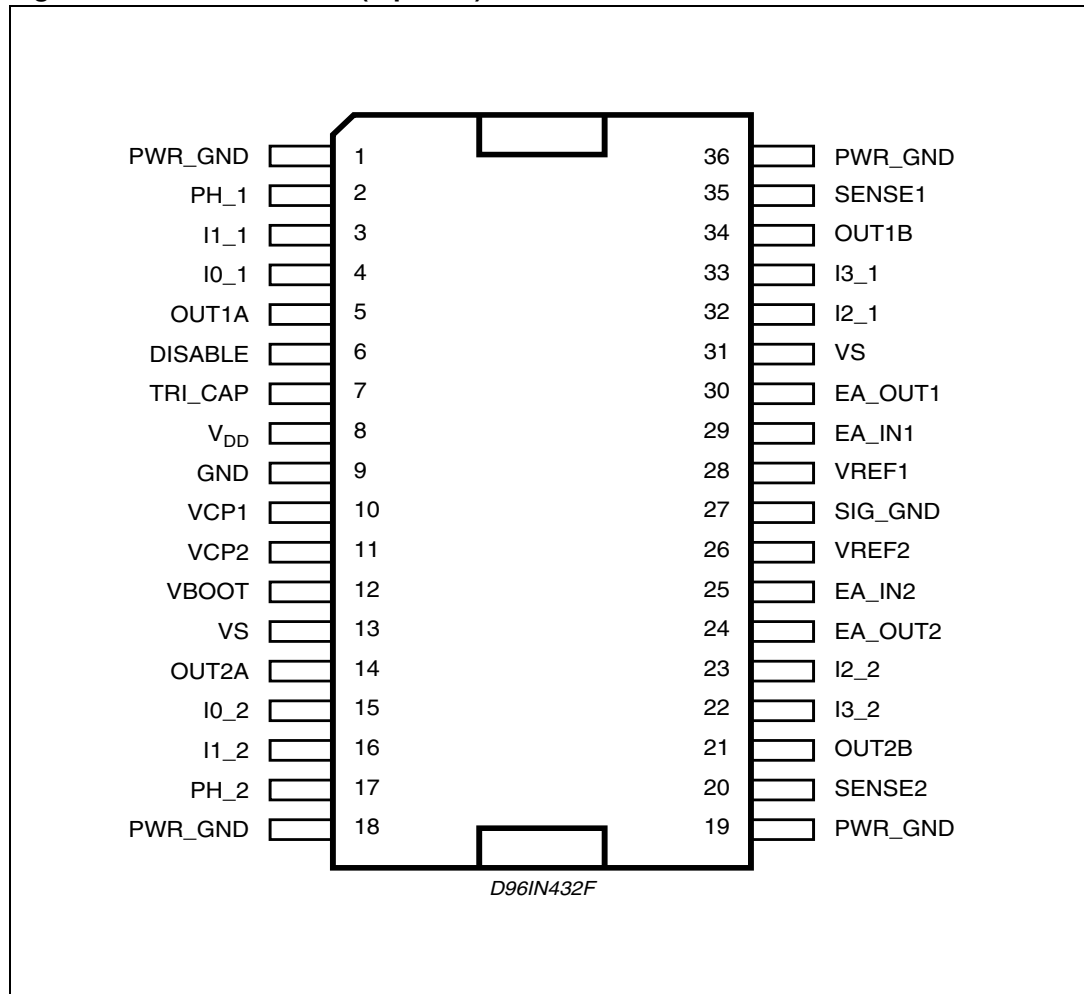 PWR_GND 1 36 PWR_GND
PH_1 2 35 SENSE1
I1_1 3 34 OUT1B
I0_1 4 33 I3_1
OUT1A 5 32 I2_1
DISABLE 6 31 VS
TRI_CAP 7 30 EA_OUT1
VDD 8 29 EA_IN1
GND 9 28 VREF1
VCP1 10 27 SIG_GND
VCP2 11 26 VREF2
VBOOT 12 25 EA_IN2
VS 13 24 EA_OUT2
OUT2A 14 23 I2_2
I0_2 15 22 I3_2
I1_2 16 21 OUT2B
PH_2 17 20 SENSE2
PWR_GND 18 19 PWR_GND
D96IN432F